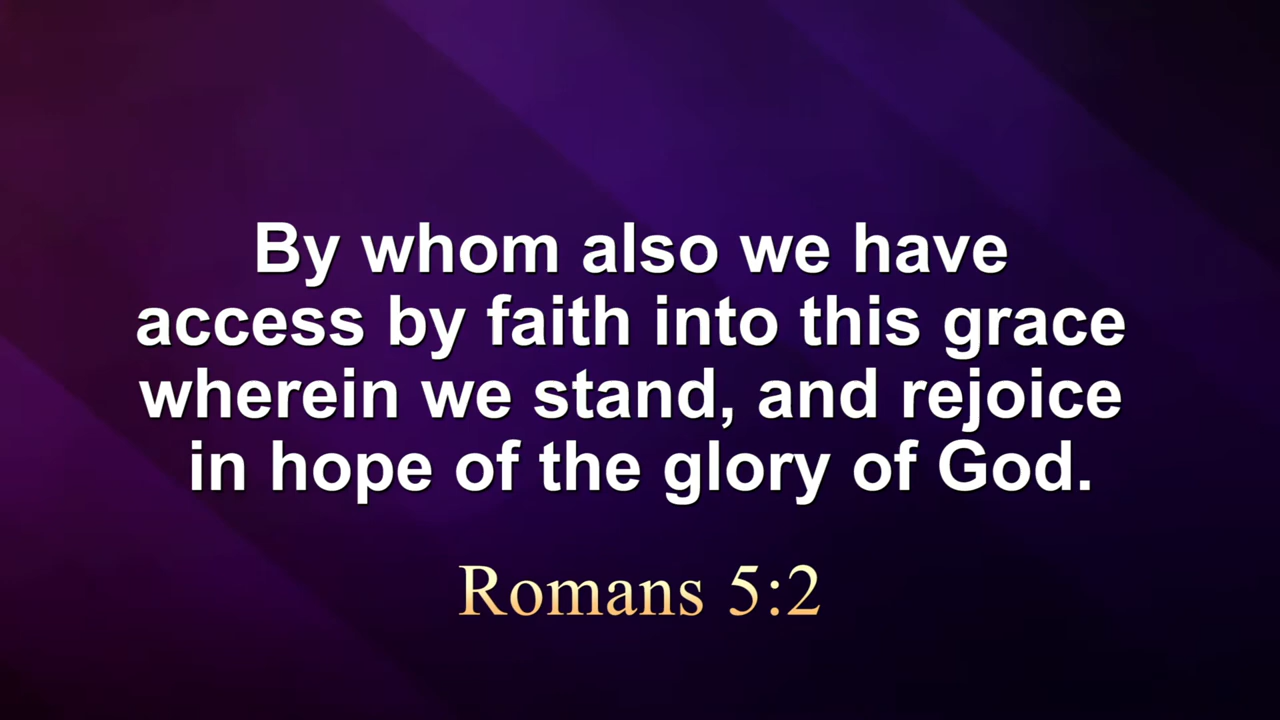 By whom also we have
access by faith into this grace
wherein we stand, and rejoice
in hope of the glory of God.
Romans 5:2